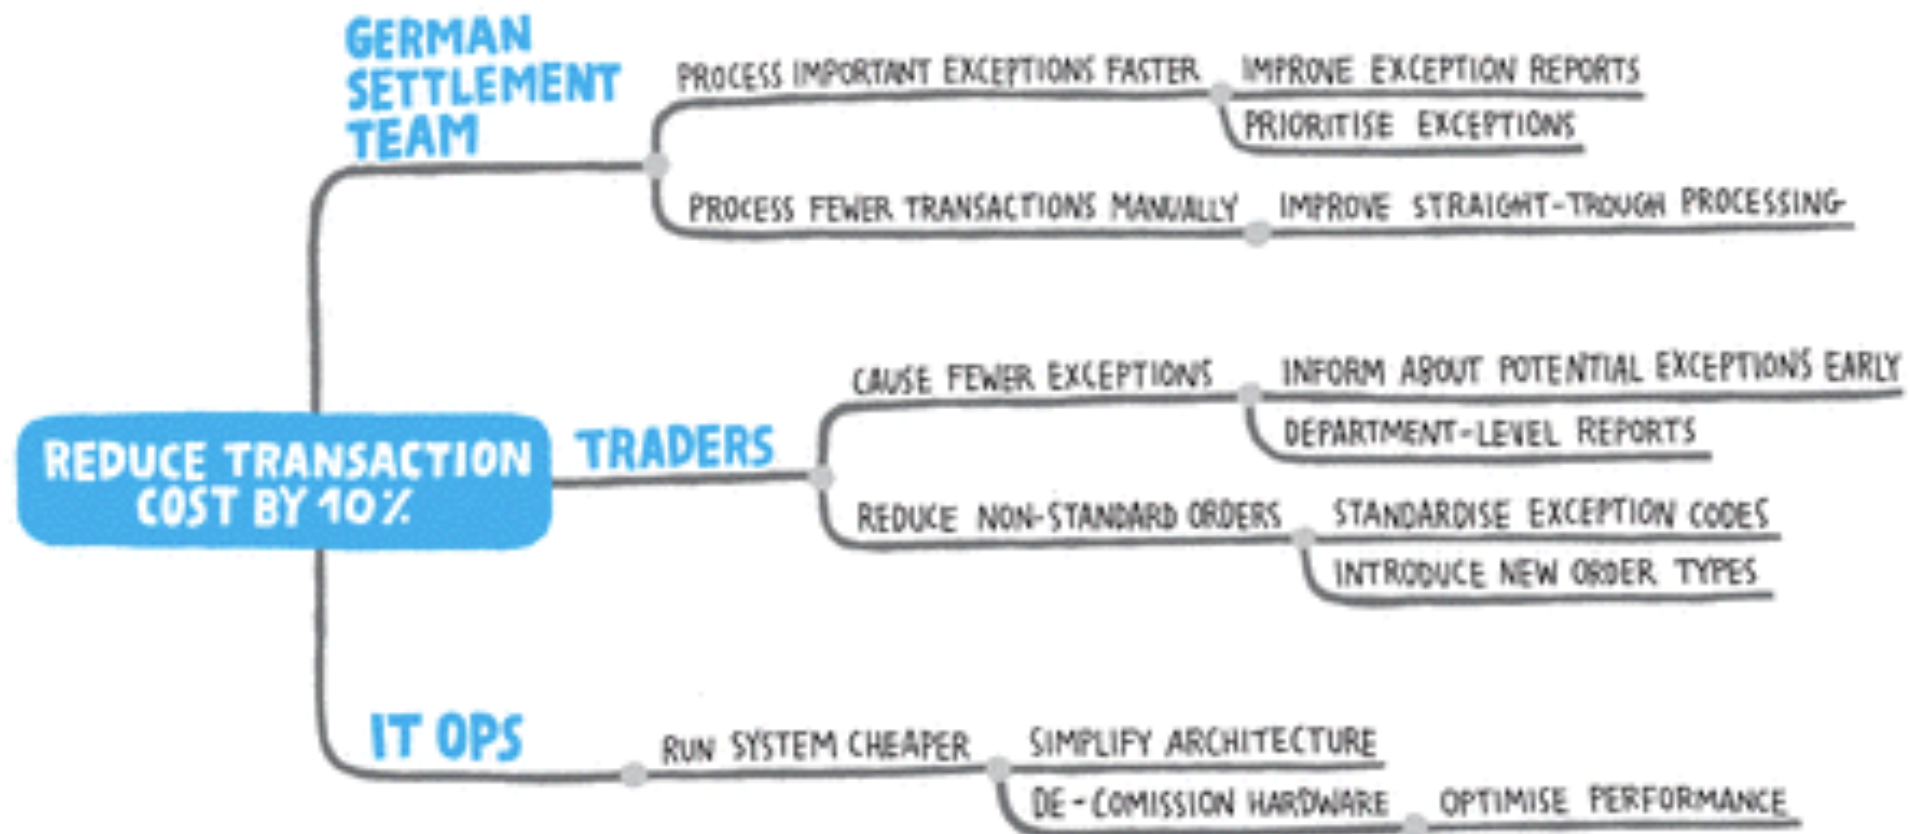 GERMAN
SETTLEMENT
TEAM
PROCESS IMPORTANT EXCEPTIONS FASTER
IMPROVE EXCEPTION REPORTS
PRIORITISE EXCEPTIONS
PROCESS FEWER TRANSACTIONS MANUALLY
IMPROVE STRAIGHT-TROUGH PROCESSING
REDUCE TRANSACTION
COST BY 10%
TRADERS
CAUSE FEWER EXCEPTIONS
INFORM ABOUT POTENTIAL EXCEPTIONS EARLY
DEPARTMENT-LEVEL REPORTS
REDUCE NON-STANDARD ORDERS
STANDARDISE EXCEPTION CODES
INTRODUCE NEW ORDER TYPES
IT OPS
RUN SYSTEM CHEAPER
SIMPLIFY ARCHITECTURE
DE-COMISSION HARDWARE
OPTIMISE PERFORMANCE